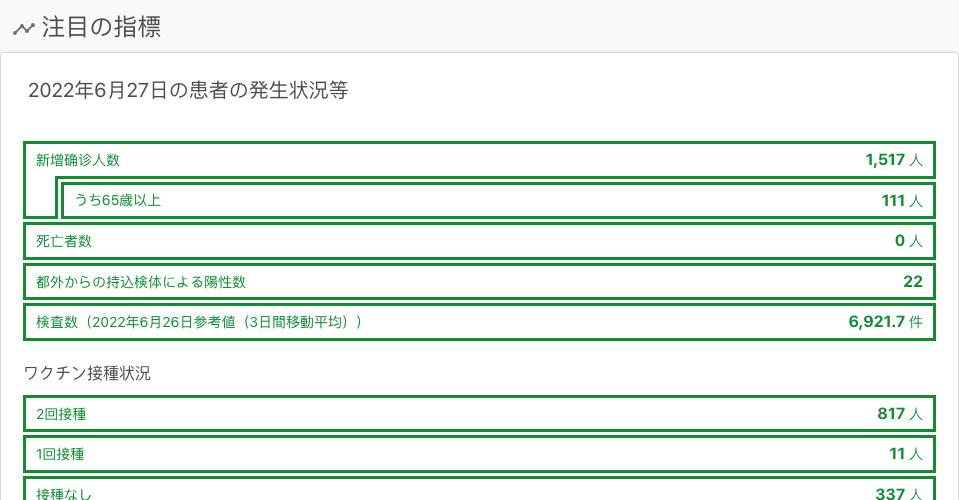 注目の指標
2022年6月27日の患者の発生状況等
新增确诊人数 1,517 人
うち65歳以上 111 人
死亡者数 0 人
都外からの持込検体による陽性数 22
検査数（2022年6月26日参考値（3日間移動平均）） 6,921.7 件
ワクチン接種状況
2回接種 817 人
1回接種 11 人
接種なし 337 人